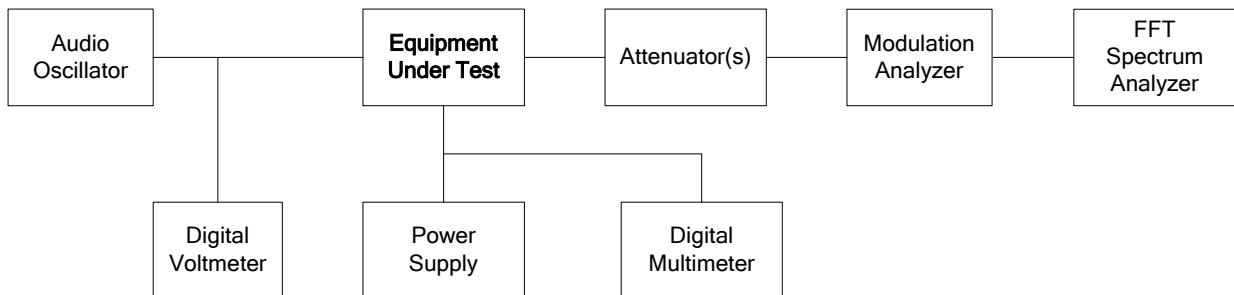 Audio
Oscillator
Equipment
Under Test
Attenuator(s)
Modulation
Analyzer
FFT
Spectrum
Analyzer
Digital
Voltmeter
Power
Supply
Digital
Multimeter